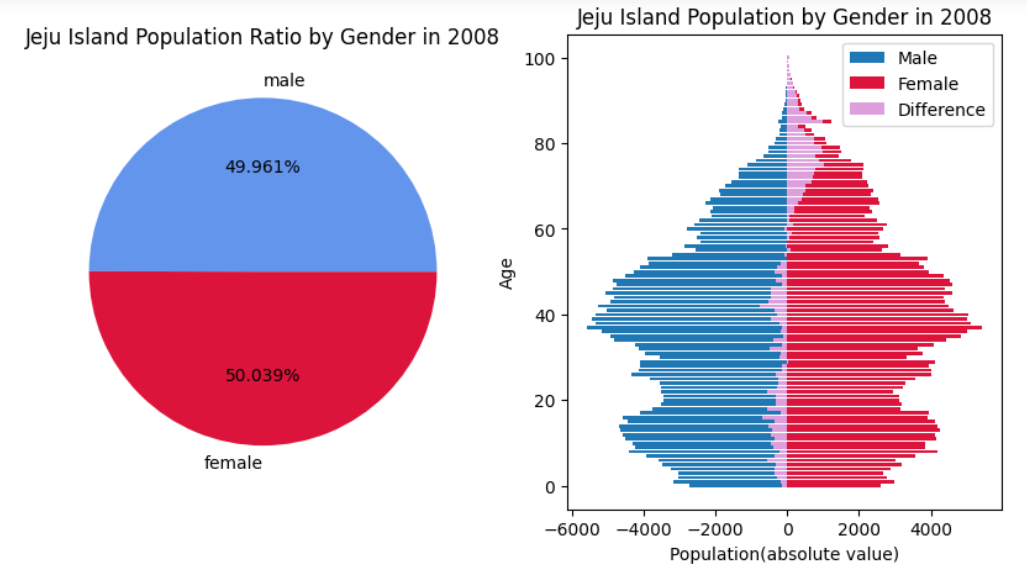 Jeju Island Population Ratio by Gender in 2008
male
49.961%
50.039%
female
Jeju Island Population by Gender in 2008
Male
Female
Difference
100
80
60
40
20
0
Age
−6000 −4000 −2000 0 2000 4000
Population(absolute value)